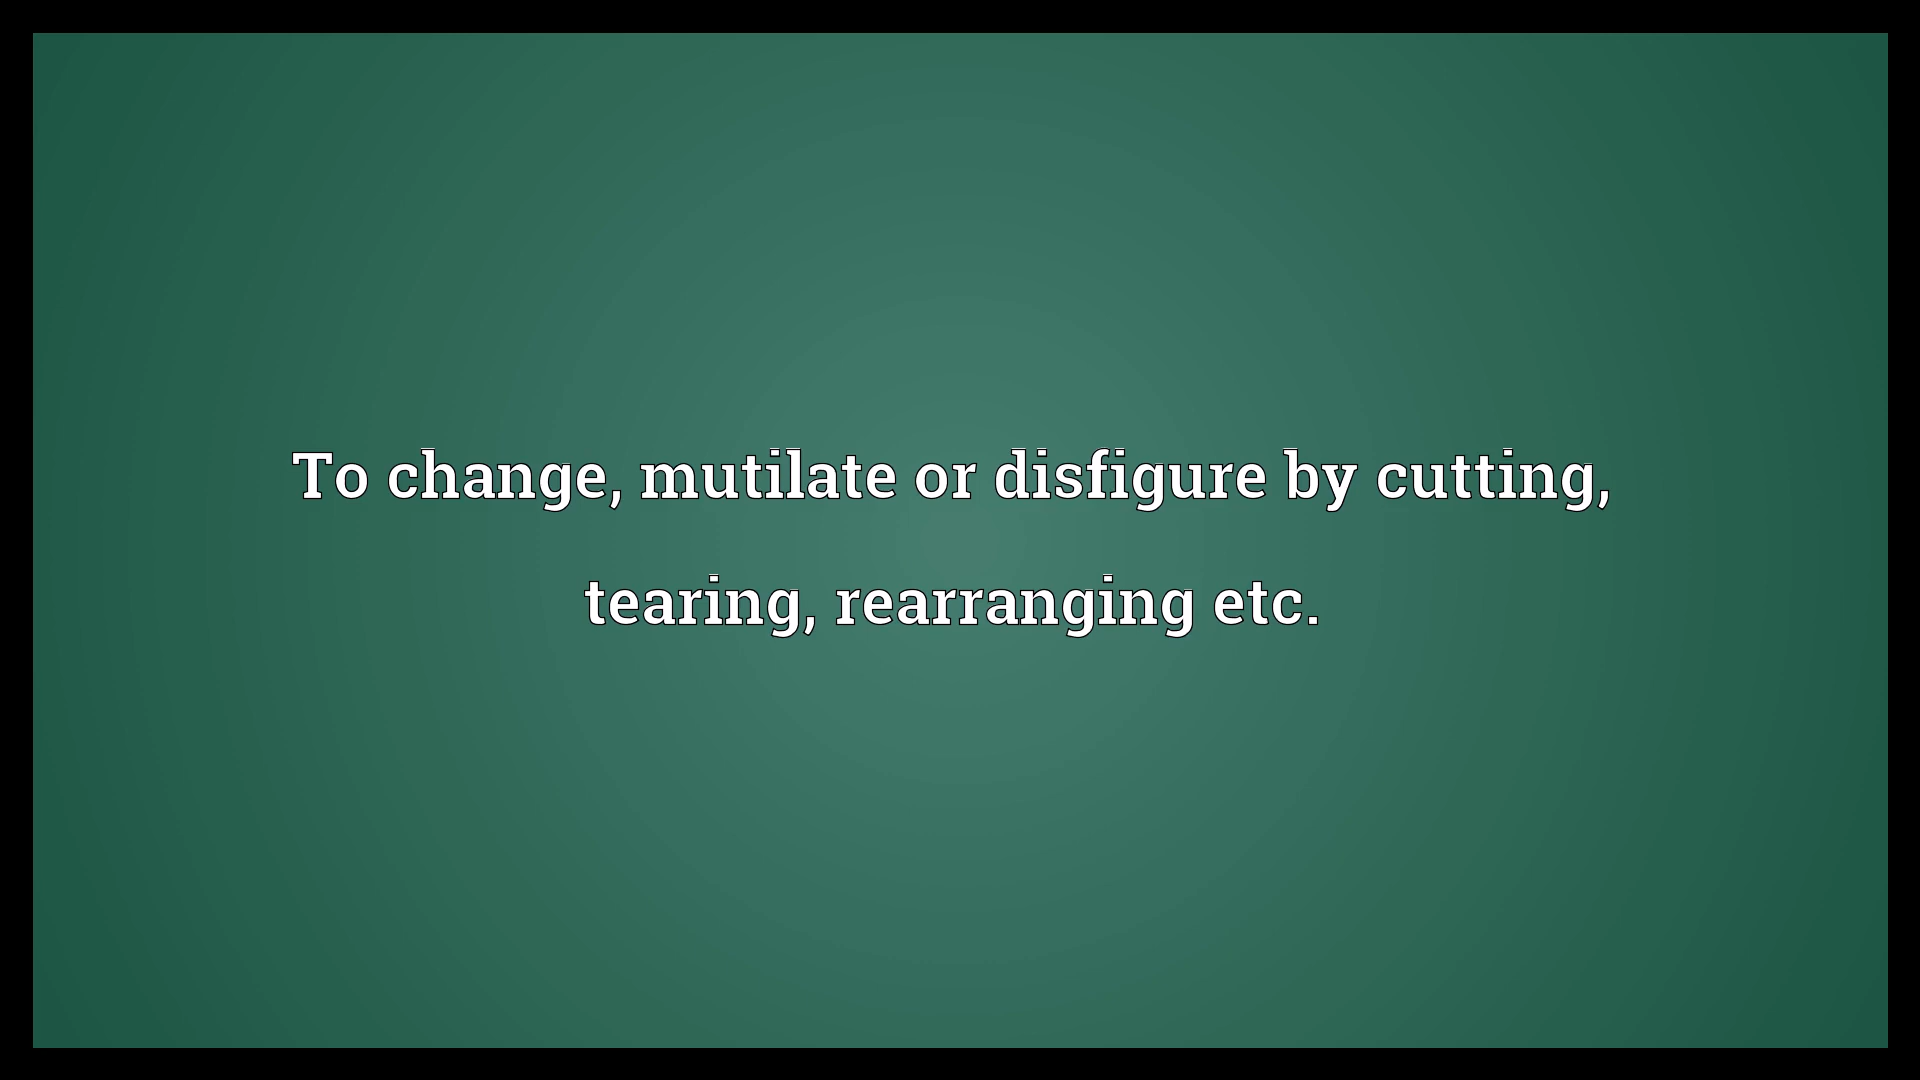 To change, mutilate or disfigure by cutting,
tearing, rearranging etc.